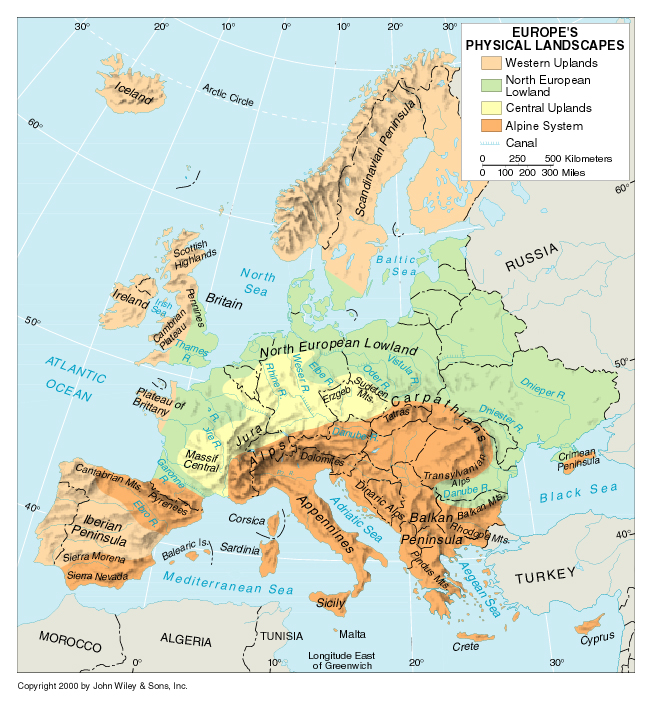 30°
20°
10°
0°
10°
20°
30°
EUROPE'S
PHYSICAL LANDSCAPES
Western Uplands
North European
Lowland
Central Uplands
Alpine System
Canal
0 250 500 Kilometers
0 100 200 300 Miles
Iceland
Arctic Circle
60°
60°
Scandinavian Peninsula
RUSSIA
Scottish
Highlands
North
Sea
Baltic
Sea
Ireland
Irish
Sea
Pennines
Britain
Cambrian
Plateau
Thames
R.
50°
50°
North European Lowland
ATLANTIC
OCEAN
Rhine R.
Weser R.
Elbe R.
Oder R.
Vistula R.
Dnieper R.
Plateau of
Brittany
Erzgeb
Sudeten
Mts.
Carpathians
Tatras
Dniester R.
Jura
Danube R.
Massif
Central
Alps
Dolomites
Transylvanian
Alps
Crimean
Peninsula
Garonne
R.
Cantabrian Mts.
Pyrenees
Ebro R.
Danube R.
Black Sea
Dinaric Alps
Balkan Mts.
Adriatic Sea
Appennines
Balkan
Peninsula
Rhodope Mts.
40°
40°
Iberian
Peninsula
Corsica
Balearic Is.
Sardinia
Sierra Morena
Sierra Nevada
Pindus Mts.
Aegean Sea
TURKEY
Mediterranean Sea
Sicily
Malta
Crete
Cyprus
MOROCCO
ALGERIA
TUNISIA
Longitude East
of Greenwich
0°
10°
20°
30°
Copyright 2000 by John Wiley & Sons, Inc.